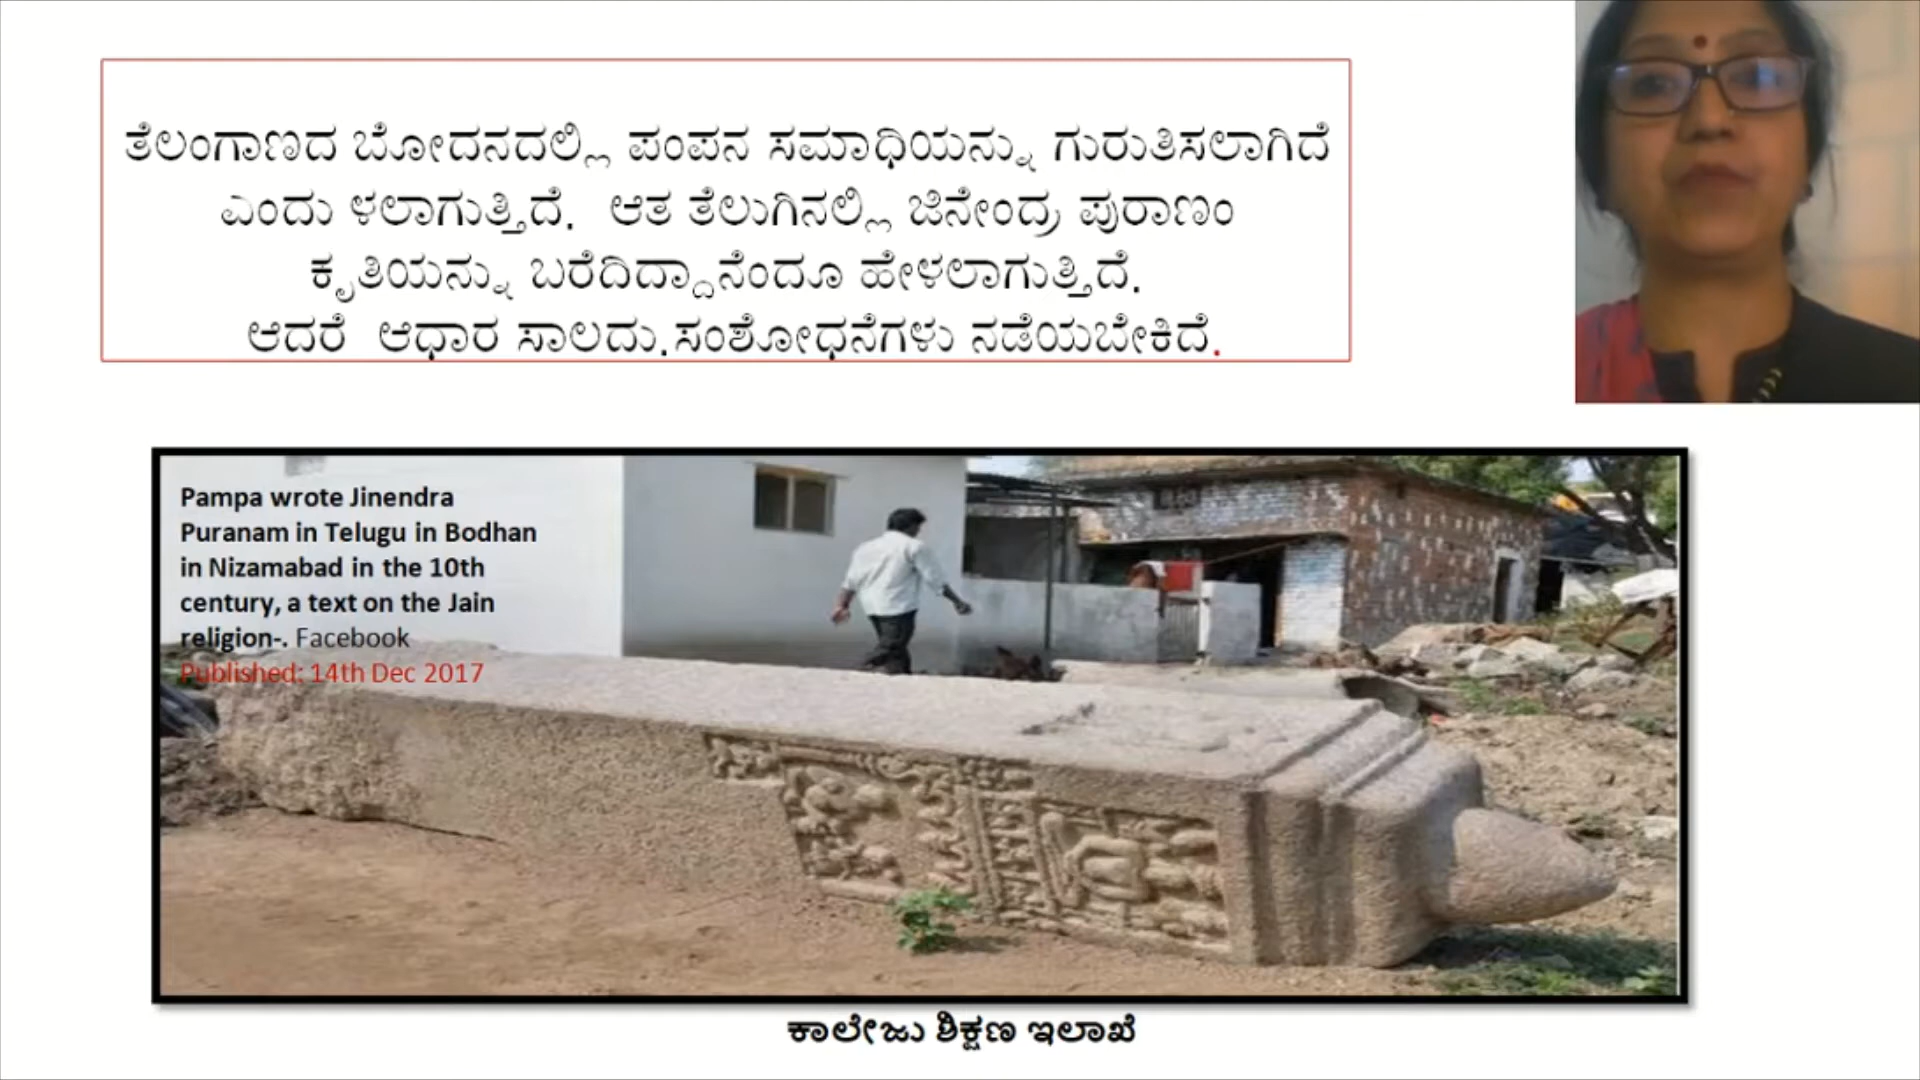 ತೆಲಂಗಾಣದ ಬೋದನದಲ್ಲಿ ಪಂಪನ ಸಮಾಧಿಯನ್ನು ಗುರುತಿಸಲಾಗಿದೆ
ಎಂದು ಳಲಾಗುತ್ತಿದೆ. ಆತ ತೆಲುಗಿನಲ್ಲಿ ಜಿನೇಂದ್ರ ಪುರಾಣಂ
ಕೃತಿಯನ್ನು ಬರೆದಿದ್ದಾನೆಂದೂ ಹೇಳಲಾಗುತ್ತಿದೆ.
ಆದರೆ ಆಧಾರ ಸಾಲದು.ಸಂಶೋಧನೆಗಳು ನಡೆಯಬೇಕಿದೆ.
Pampa wrote Jinendra
Puranam in Telugu in Bodhan
in Nizamabad in the 10th
century, a text on the Jain
religion-. Facebook
Published: 14th Dec 2017
ಕಾಲೇಜು ಶಿಕ್ಷಣ ಇಲಾಖೆ